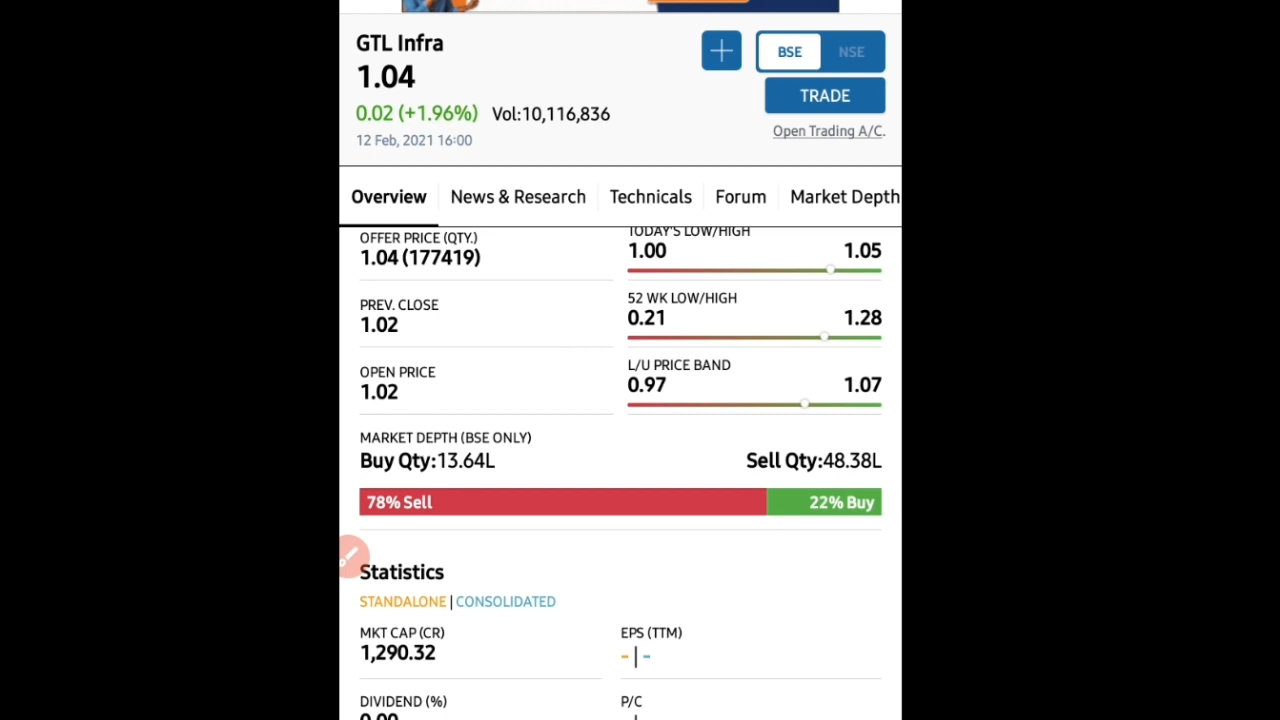 GTL Infra
1.04
0.02 (+1.96%) Vol:10,116,836
12 Feb, 2021 16:00
BSE NSE
TRADE
Open Trading A/C.
Overview News & Research Technicals Forum Market Depth
OFFER PRICE (QTY.)
1.04 (177419)
TODAY'S LOW/HIGH
1.00 1.05
PREV. CLOSE
1.02
52 WK LOW/HIGH
0.21 1.28
OPEN PRICE
1.02
L/U PRICE BAND
0.97 1.07
MARKET DEPTH (BSE ONLY)
Buy Qty:13.64L Sell Qty:48.38L
78% Sell 22% Buy
Statistics
STANDALONE | CONSOLIDATED
MKT CAP (CR)
1,290.32
EPS (TTM)
- | -
DIVIDEND (%)
0.00
P/C